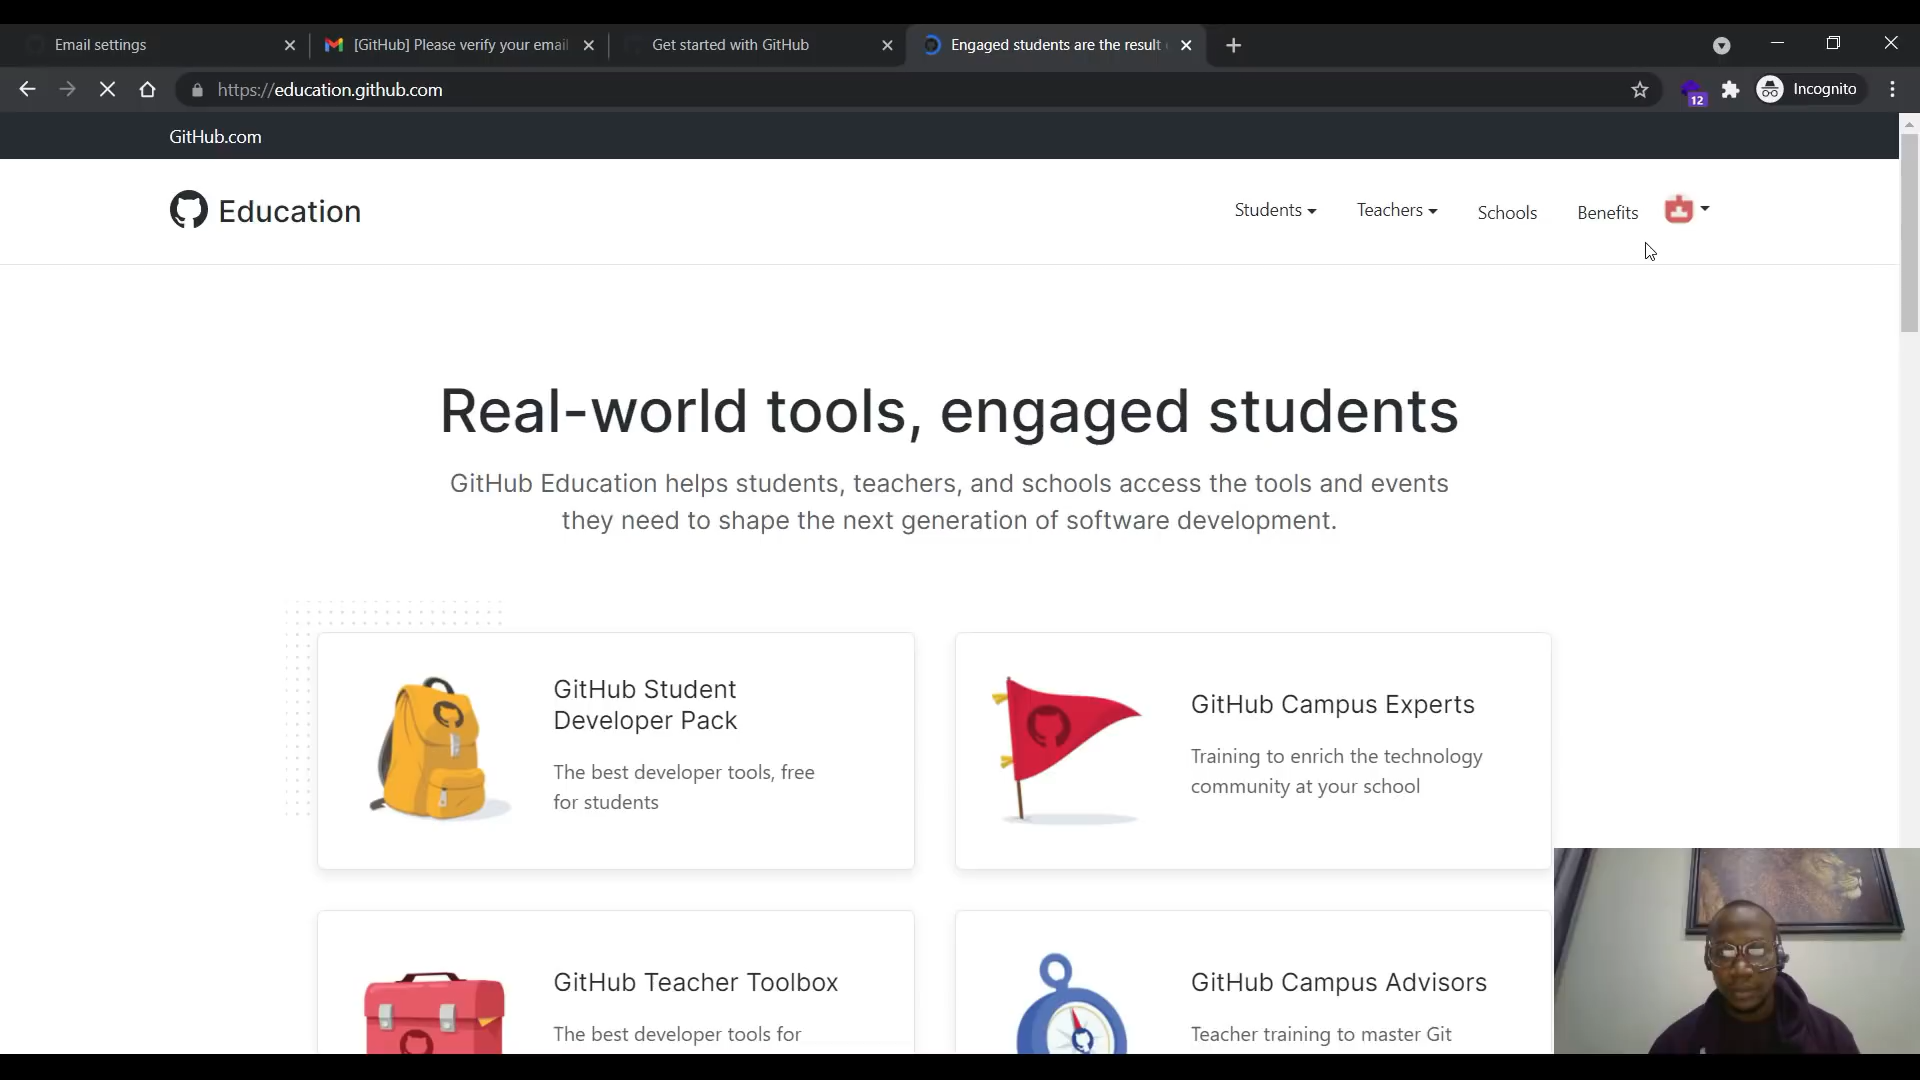 Email settings
[GitHub] Please verify your email
Get started with GitHub
Engaged students are the result
https://education.github.com
12
Incognito
GitHub.com
Education
Students
Teachers
Schools
Benefits
Real-world tools, engaged students
GitHub Education helps students, teachers, and schools access the tools and events
they need to shape the next generation of software development.
GitHub Student
Developer Pack
The best developer tools, free
for students
GitHub Campus Experts
Training to enrich the technology
community at your school
GitHub Teacher Toolbox
The best developer tools for
GitHub Campus Advisors
Teacher training to master Git